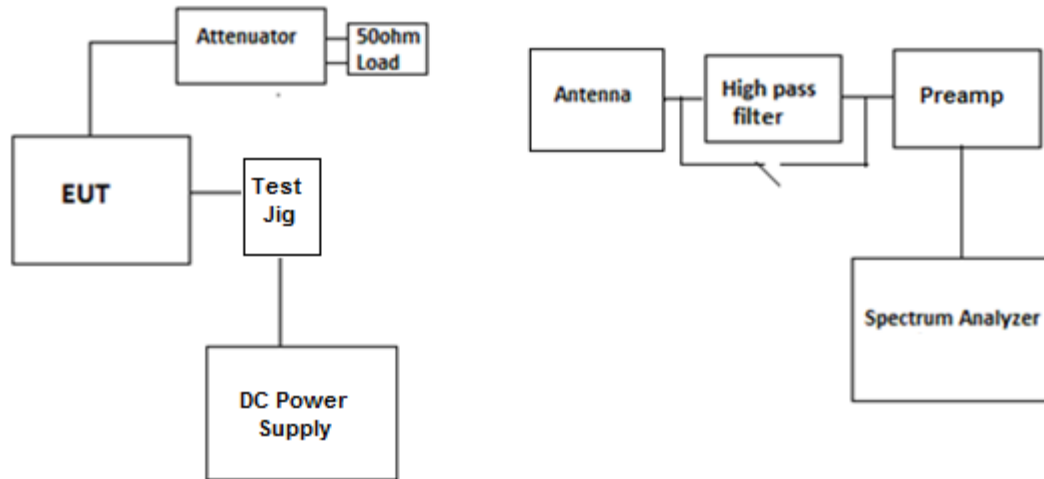 Attenuator
50ohm
Load
EUT
Test
Jig
DC Power
Supply
Antenna
High pass
filter
Preamp
Spectrum Analyzer